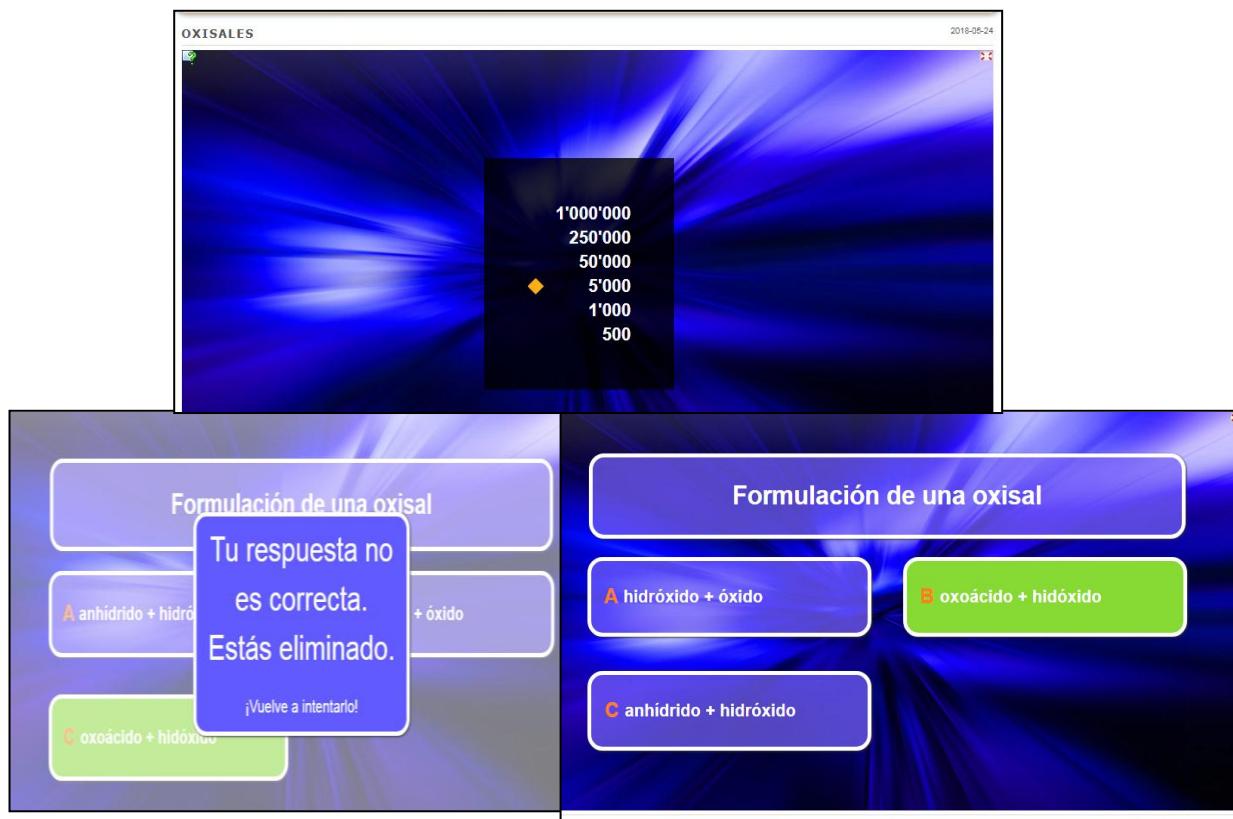 OXISALES
2018-05-24
1'000'000
250'000
50'000
5'000
1'000
500
Formulación de una oxisal
Tu respuesta no
es correcta.
Estás eliminado.
¡Vuelve a intentarlo!
A anhídrido +
+ óxido
C oxoácido + hidóxido
Formulación de una oxisal
A hidróxido + óxido
B oxoácido + hidóxido
C anhídrido + hidróxido